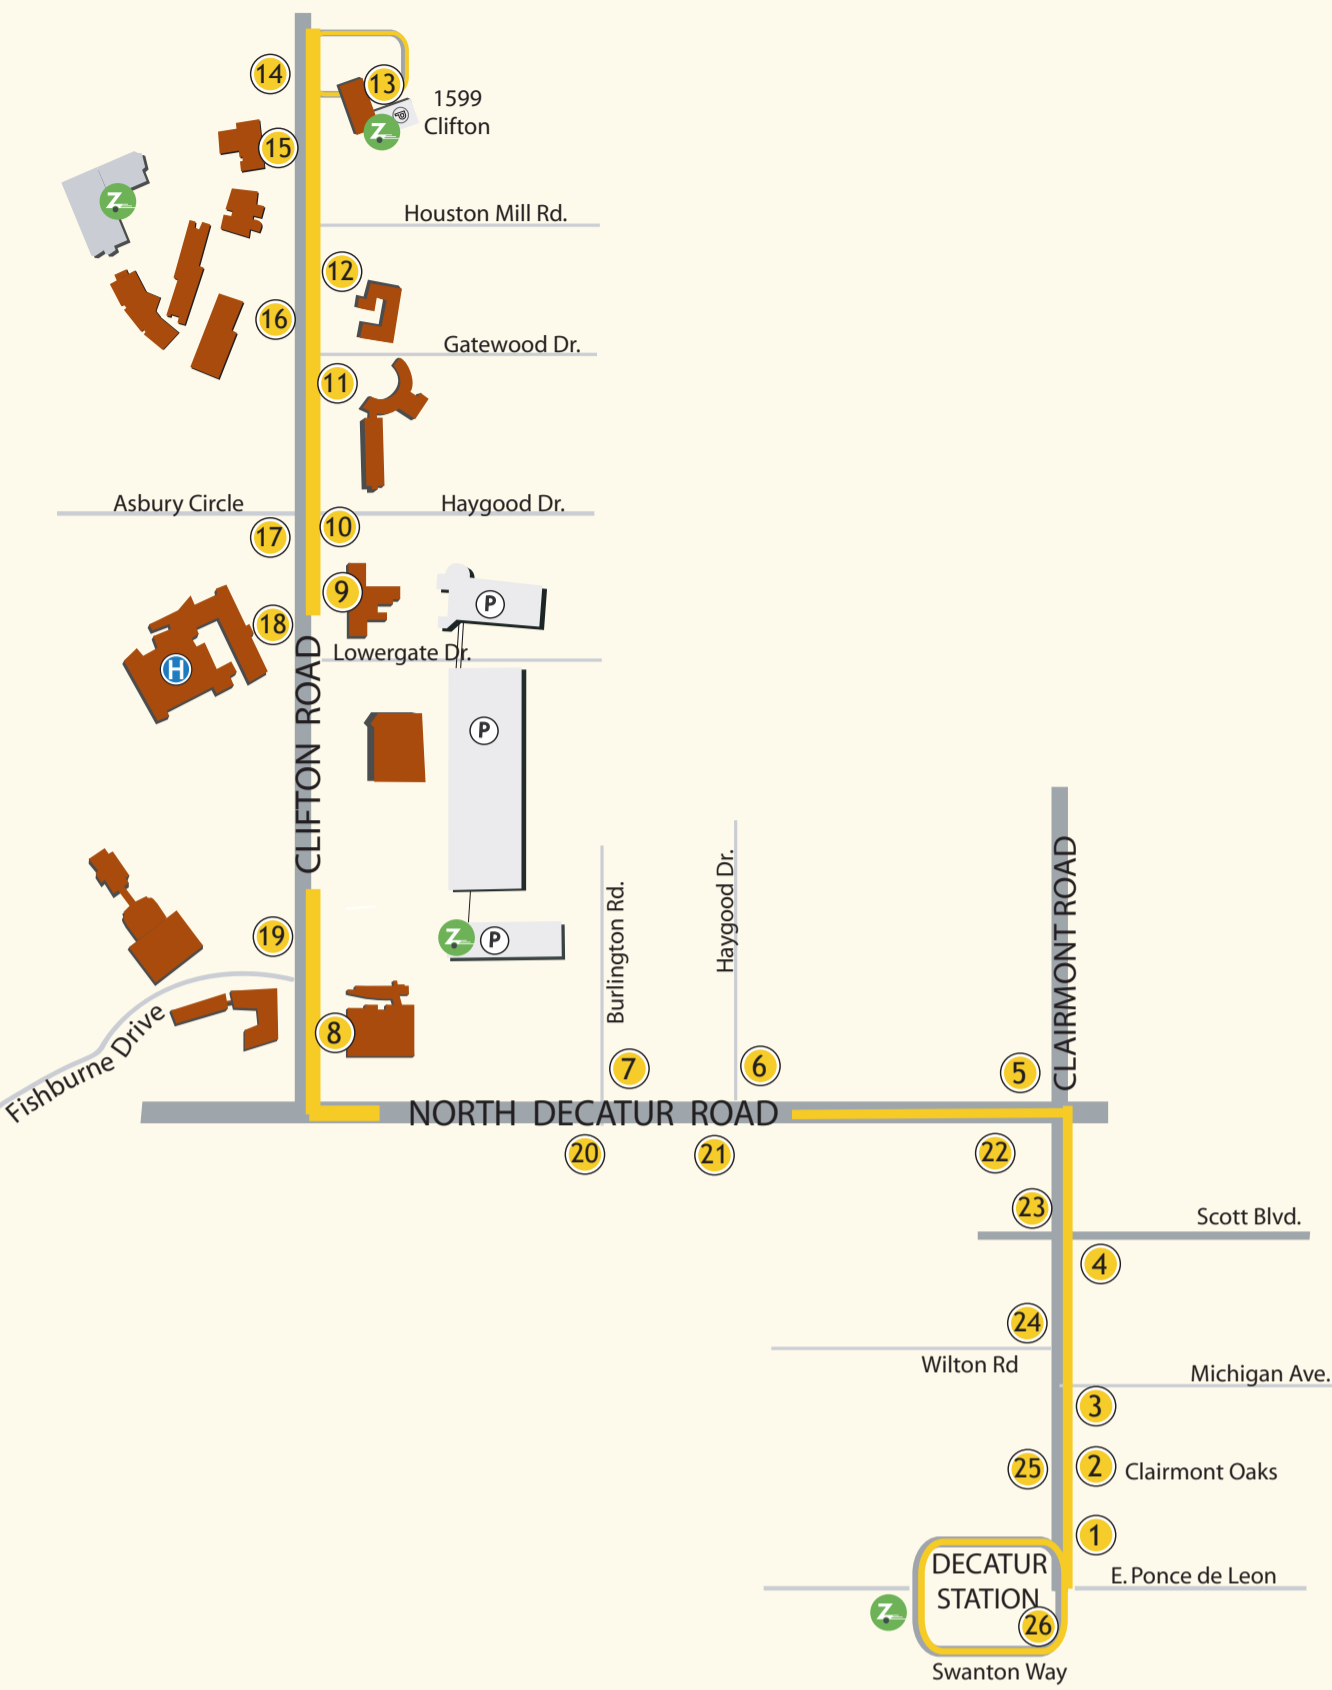 14
13
1599
Clifton
P
Z
15
Z
Houston Mill Rd.
12
16
Gatewood Dr.
11
Asbury Circle
Haygood Dr.
17
10
9
P
18
Lowergate Dr.
H
CLIFTON ROAD
P
19
Z
P
Burlington Rd.
Haygood Dr.
CLAIRMONT ROAD
Fishburne Drive
8
7
6
5
NORTH DECATUR ROAD
20
21
22
23
Scott Blvd.
4
24
Wilton Rd
Michigan Ave.
3
25
2
Clairmont Oaks
1
DECATUR
STATION
E. Ponce de Leon
Z
26
Swanton Way